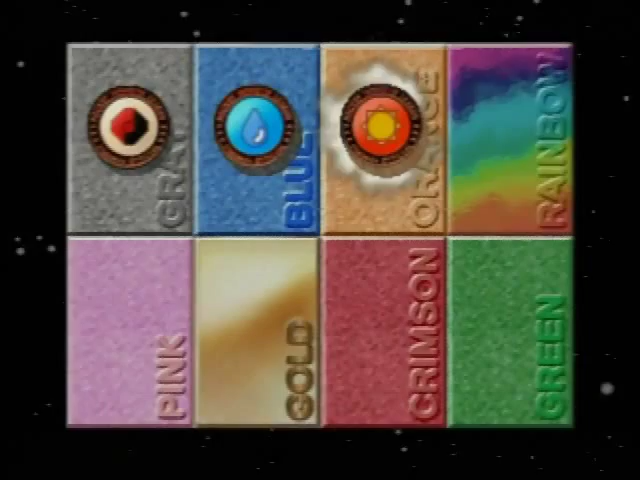 GRAY
BLUE
ORANGE
RAINBOW
PINK
GOLD
CRIMSON
GREEN